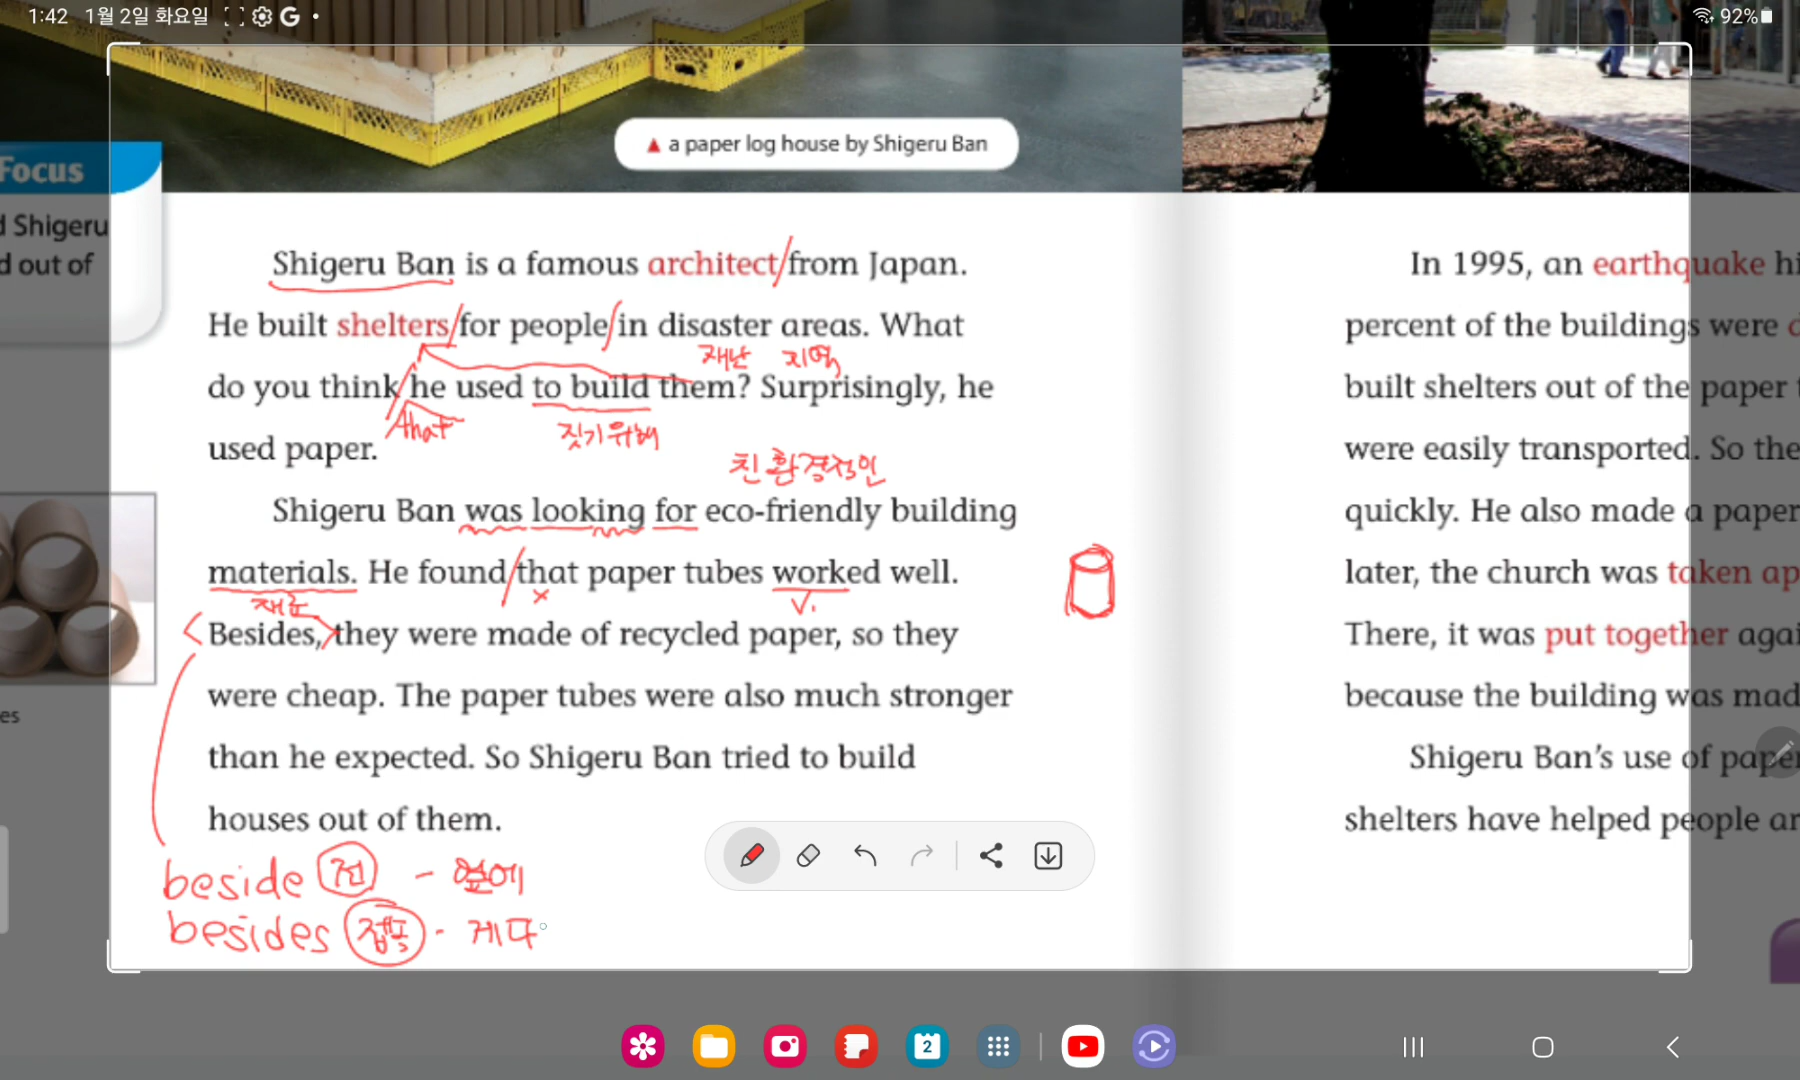 1:42 1월 2일 화요일
92%
▲ a paper log house by Shigeru Ban
Focus
d Shigeru
d out of
es
Shigeru Ban is a famous architect from Japan.
He built shelters for people in disaster areas. What
재난 지역
do you think he used to build them? Surprisingly, he
that 짓기위해
used paper.
친환경적인
Shigeru Ban was looking for eco-friendly building
materials. He found that paper tubes worked well.
재료 x V.
Besides, they were made of recycled paper, so they
were cheap. The paper tubes were also much stronger
than he expected. So Shigeru Ban tried to build
houses out of them.
beside 전 - 옆에
besides 접부 - 게다
In 1995, an earthquake hi
percent of the buildings were d
built shelters out of the paper t
were easily transported. So the
quickly. He also made a paper
later, the church was taken ap
There, it was put together agai
because the building was mad
Shigeru Ban's use of paper
shelters have helped people ar
2